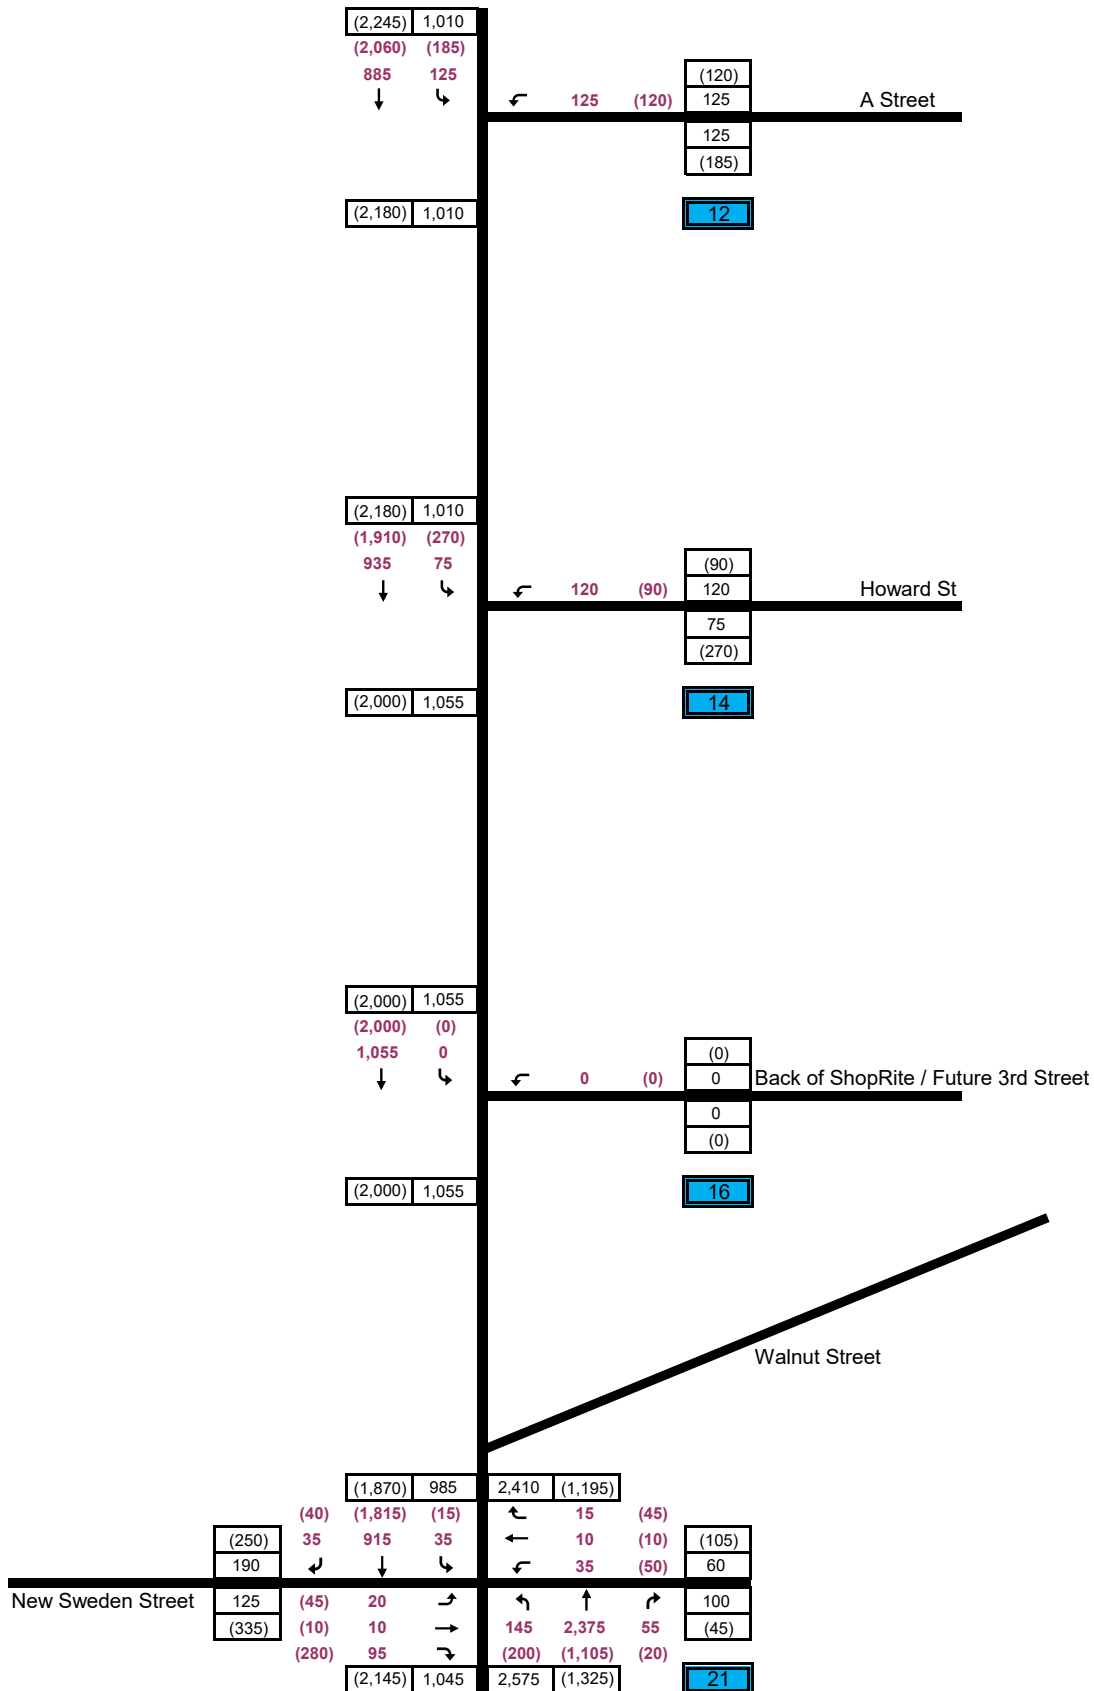 (2,245) 1,010
(2,060) (185)
885 125
(120)
125 (120) 125 A Street
125
(185)
(2,180) 1,010 12
(2,180) 1,010
(1,910) (270)
935 75
(90)
120 (90) 120 Howard St
75
(270)
(2,000) 1,055 14
(2,000) 1,055
(2,000) (0)
1,055 0
(0)
0 (0) 0 Back of ShopRite / Future 3rd Street
0
(0)
(2,000) 1,055 16
Walnut Street
(1,870) 985 2,410 (1,195)
(40) (1,815) (15) 15 (45)
(250) 35 915 35 10 (10) (105)
190 35 (50) 60
New Sweden Street 125 (45) 20 100
(335) (10) 10 145 2,375 55 (45)
(280) 95 (200) (1,105) (20)
(2,145) 1,045 2,575 (1,325) 21